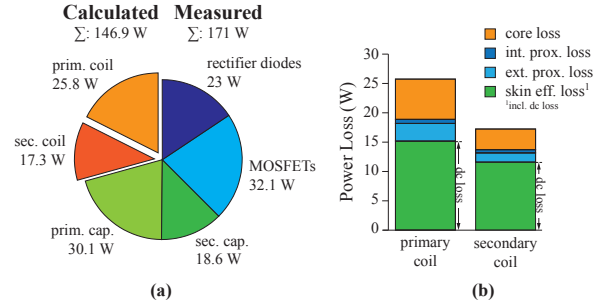 Calculated Measured
∑: 146.9 W ∑: 171 W
prim. coil
25.8 W
rectifier diodes
23 W
sec. coil
17.3 W
MOSFETs
32.1 W
prim. cap.
30.1 W
sec. cap.
18.6 W
(a)
core loss
int. prox. loss
ext. prox. loss
skin eff. loss¹
¹incl. dc loss
Power Loss (W)
30
25
20
15
10
5
0
dc loss
dc loss
primary
coil
secondary
coil
(b)